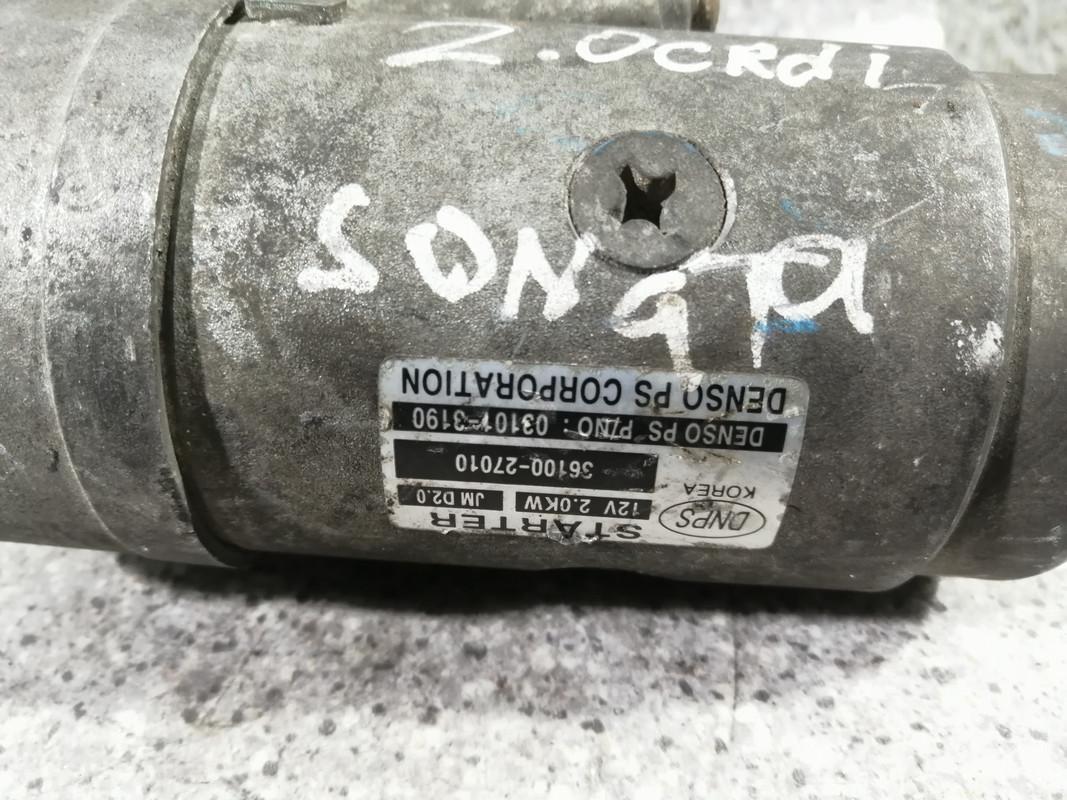 2.0CRdi
SONATA
STARTER
12V 2.0KW JM D2.0
DNPS
KOREA
36100-27010
DENSO PS P/NO : 03101-3190
DENSO PS CORPORATION